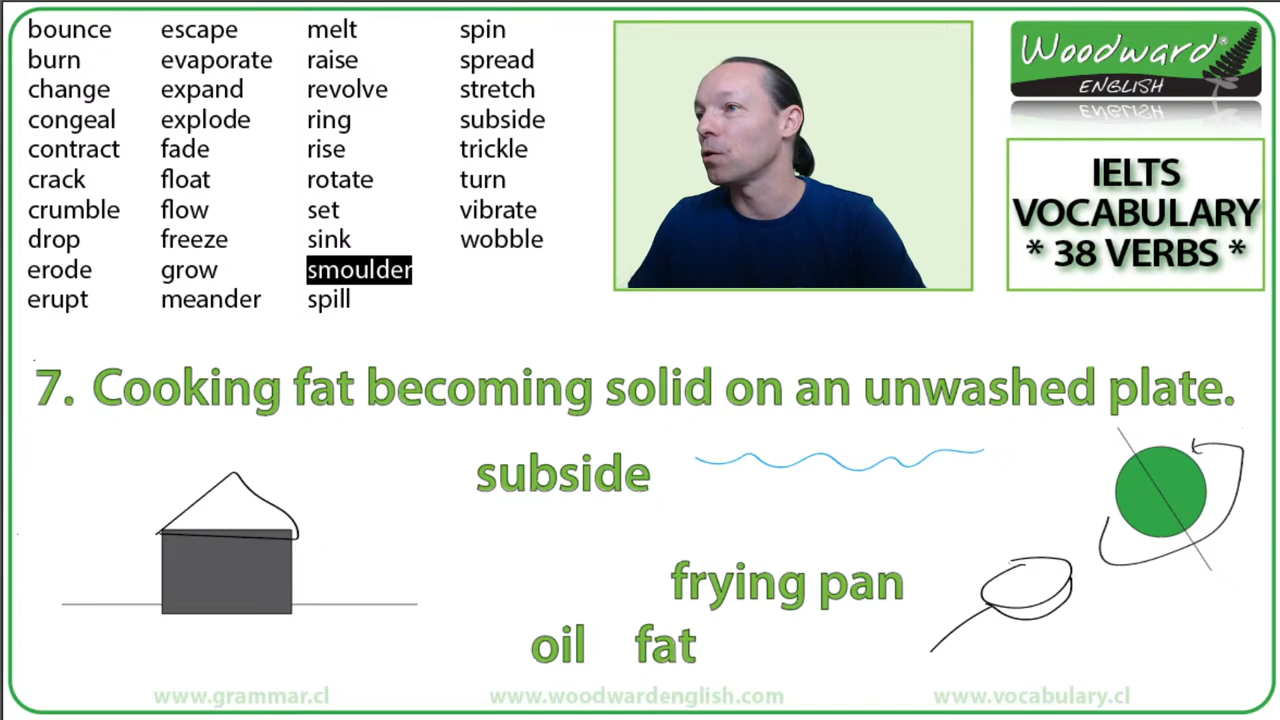 bounce escape melt spin
burn evaporate raise spread
change expand revolve stretch
congeal explode ring subside
contract fade rise trickle
crack float rotate turn
crumble flow set vibrate
drop freeze sink wobble
erode grow smoulder
erupt meander spill
Woodward®
ENGLISH
IELTS
VOCABULARY
* 38 VERBS *
7. Cooking fat becoming solid on an unwashed plate.
subside
frying pan
oil fat
www.grammar.cl www.woodwardenglish.com www.vocabulary.cl